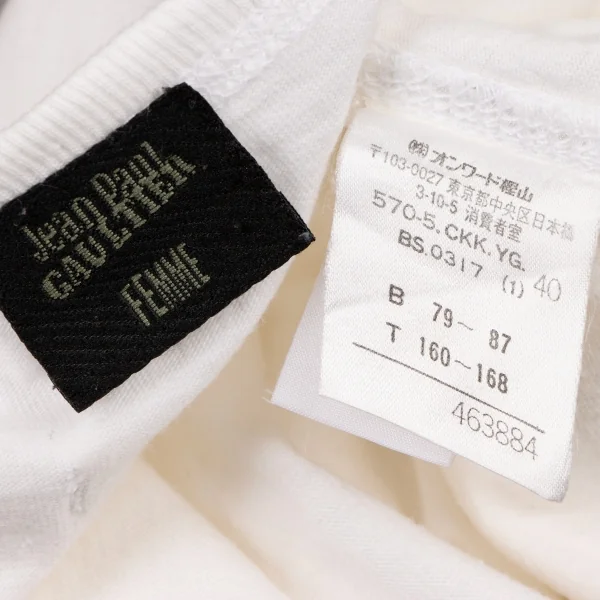 Jean Paul
GAULTIER
FEMME
㈱オンワード樫山
〒103-0027 東京都中央区日本橋
3-10-5 消費者室
570-5.CKK.YG.
BS.0317 (1) 40
B 79～ 87
T 160～168
463884